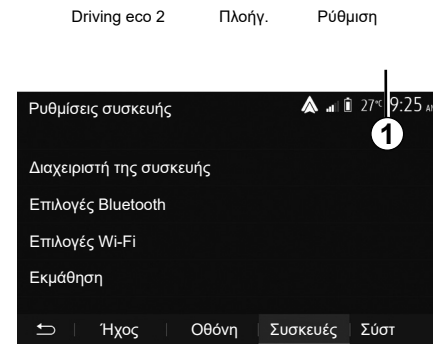 Driving eco 2 Πλοήγ. Ρύθμιση
Ρυθμίσεις συσκευής 27°C 9:25 AM
1
Διαχειριστή της συσκευής
Επιλογές Bluetooth
Επιλογές Wi-Fi
Εκμάθηση
Ήχος Οθόνη Συσκευές Σύστ